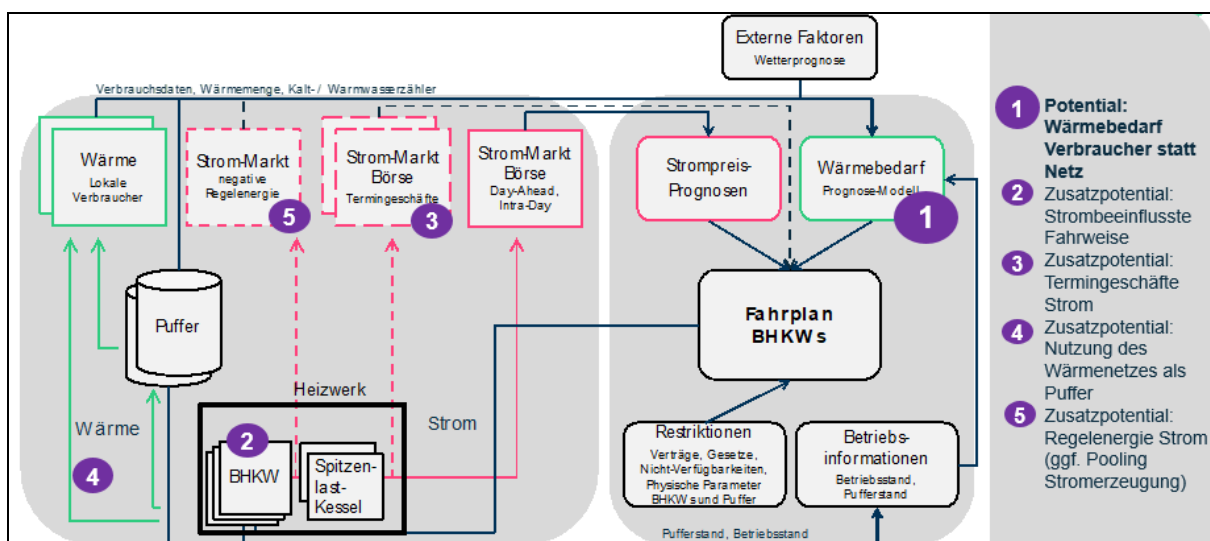 Externe Faktoren
Wetterprognose
Verbrauchsdaten, Wärmemenge, Kalt-/ Warmwasserzähler
Wärme
Lokale
Verbraucher
Strom-Markt
negative
Regelenergie
5
Strom-Markt
Börse
Termingeschäfte
3
Strom-Markt
Börse
Day-Ahead,
Intra-Day
Strompreis-
Prognosen
Wärmebedarf
Prognose-Modell
1
Puffer
Fahrplan
BHKWs
Heizwerk
Wärme
4
Strom
2
BHKW
Spitzen-
last-
Kessel
Restriktionen
Verträge, Gesetze,
Nicht-Verfügbarkeiten,
Physische Parameter
BHKW s und Puffer
Betriebs-
informationen
Betriebsstand,
Pufferstand
Pufferstand, Betriebsstand
1 Potential:
Wärmebedarf
Verbraucher statt
Netz
2 Zusatzpotential:
Strombeeinflusste
Fahrweise
3 Zusatzpotential:
Termingeschäfte
Strom
4 Zusatzpotential:
Nutzung des
Wärmenetzes als
Puffer
5 Zusatzpotential:
Regelenergie Strom
(ggf. Pooling
Stromerzeugung)